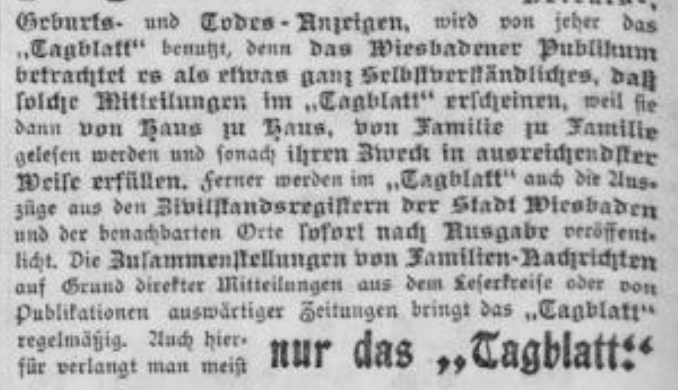 Geburts- und Todes-Anzeigen, wird von jeher das
„Tagblatt“ benutzt, denn das Wiesbadener Publikum
betrachtet es als etwas ganz Selbstverständliches, daß
solche Mitteilungen im „Tagblatt“ erscheinen, weil sie
dann von Haus zu Haus, von Familie zu Familie
gelesen werden und sonach ihren Zweck in ausreichendster
Weise erfüllen. Ferner werden im „Tagblatt“ auch die Aus-
züge aus den Zivilstandsregistern der Stadt Wiesbaden
und der benachbarten Orte sofort nach Ausgabe veröffent-
licht. Die Zusammenstellungen von Familien-Nachrichten
auf Grund direkter Mitteilungen aus dem Leserkreise oder von
Publikationen auswärtiger Zeitungen bringt das „Tagblatt“
regelmäßig. Auch hier-
für verlangt man meist nur das „Tagblatt“